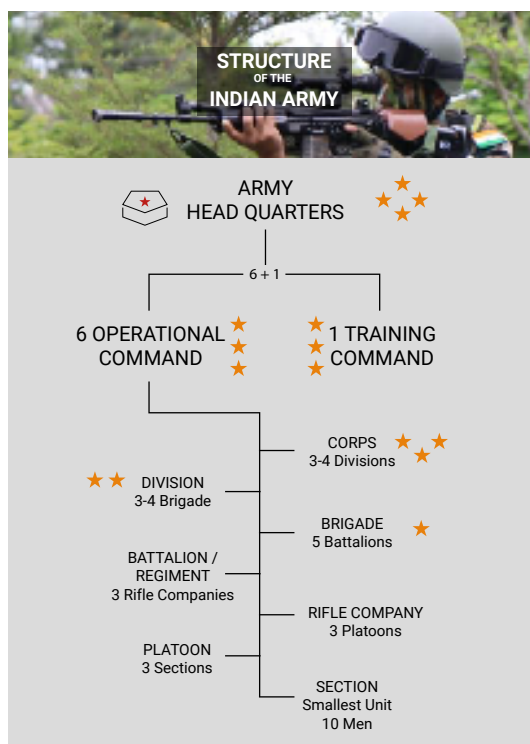 STRUCTURE
OF THE
INDIAN ARMY
ARMY
HEAD QUARTERS
6 + 1
6 OPERATIONAL
COMMAND
1 TRAINING
COMMAND
CORPS
3-4 Divisions
DIVISION
3-4 Brigade
BRIGADE
5 Battalions
BATTALION /
REGIMENT
3 Rifle Companies
RIFLE COMPANY
3 Platoons
PLATOON
3 Sections
SECTION
Smallest Unit
10 Men